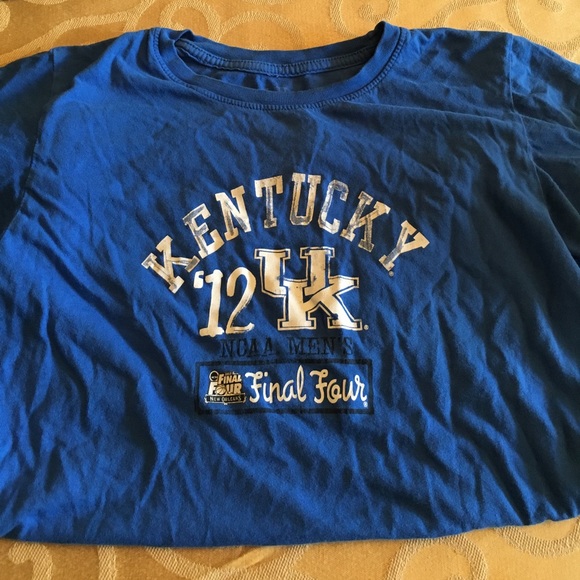 KENTUCKY
'12 UK
NCAA MEN'S
FINAL FOUR NEW ORLEANS
Final Four